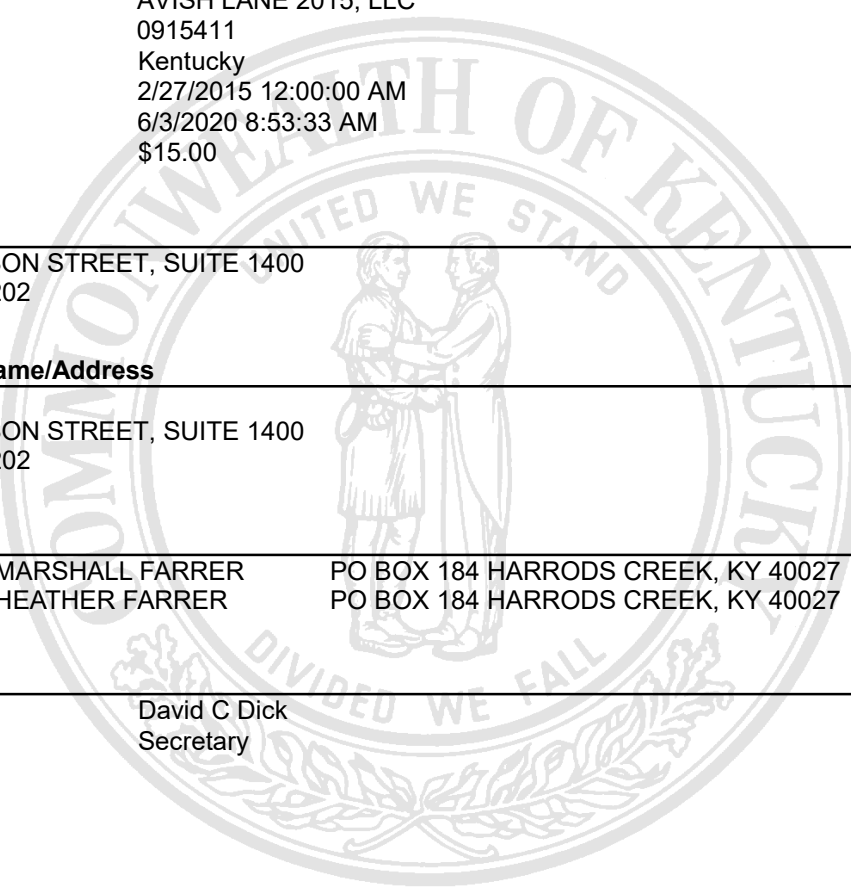 AVISH LANE 2015, LLC
0915411
Kentucky
2/27/2015 12:00:00 AM
6/3/2020 8:53:33 AM
$15.00
COMMONWEALTH OF KENTUCKY
UNITED WE STAND
ON STREET, SUITE 1400
202
ame/Address
ON STREET, SUITE 1400
202
MARSHALL FARRER PO BOX 184 HARRODS CREEK, KY 40027
HEATHER FARRER PO BOX 184 HARRODS CREEK, KY 40027
DIVIDED WE FALL
David C Dick
Secretary